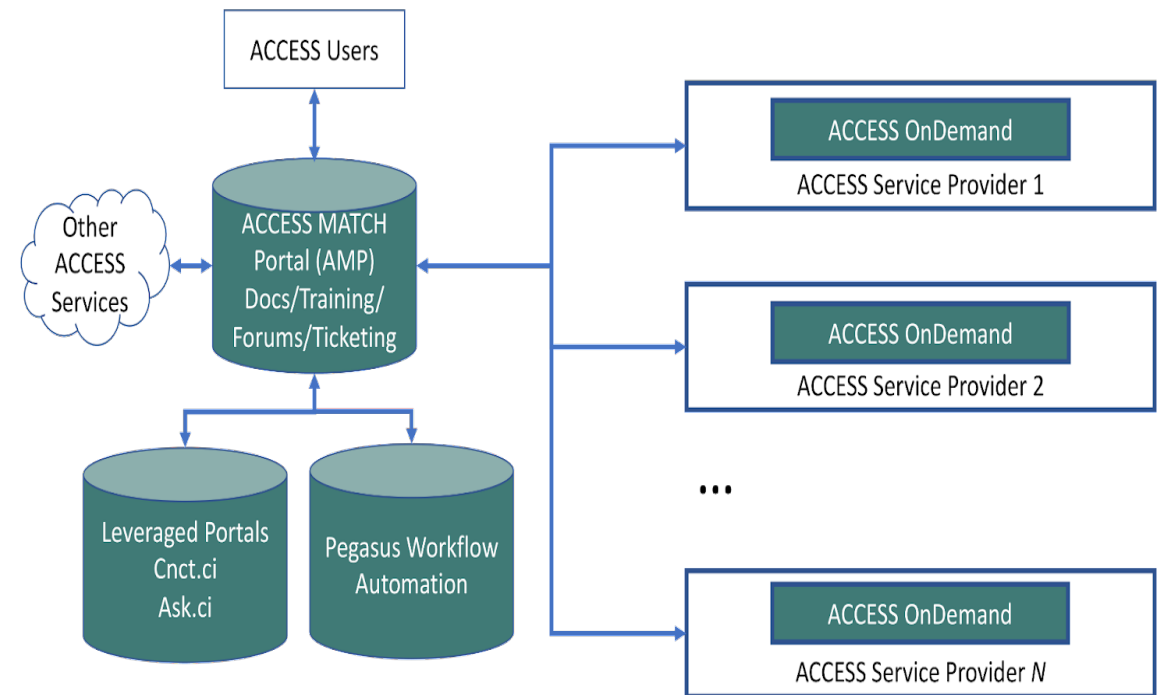 ACCESS Users
Other
ACCESS
Services
ACCESS MATCH
Portal (AMP)
Docs/Training/
Forums/Ticketing
Leveraged Portals
Cnct.ci
Ask.ci
Pegasus Workflow
Automation
ACCESS OnDemand
ACCESS Service Provider 1
ACCESS OnDemand
ACCESS Service Provider 2
...
ACCESS OnDemand
ACCESS Service Provider N